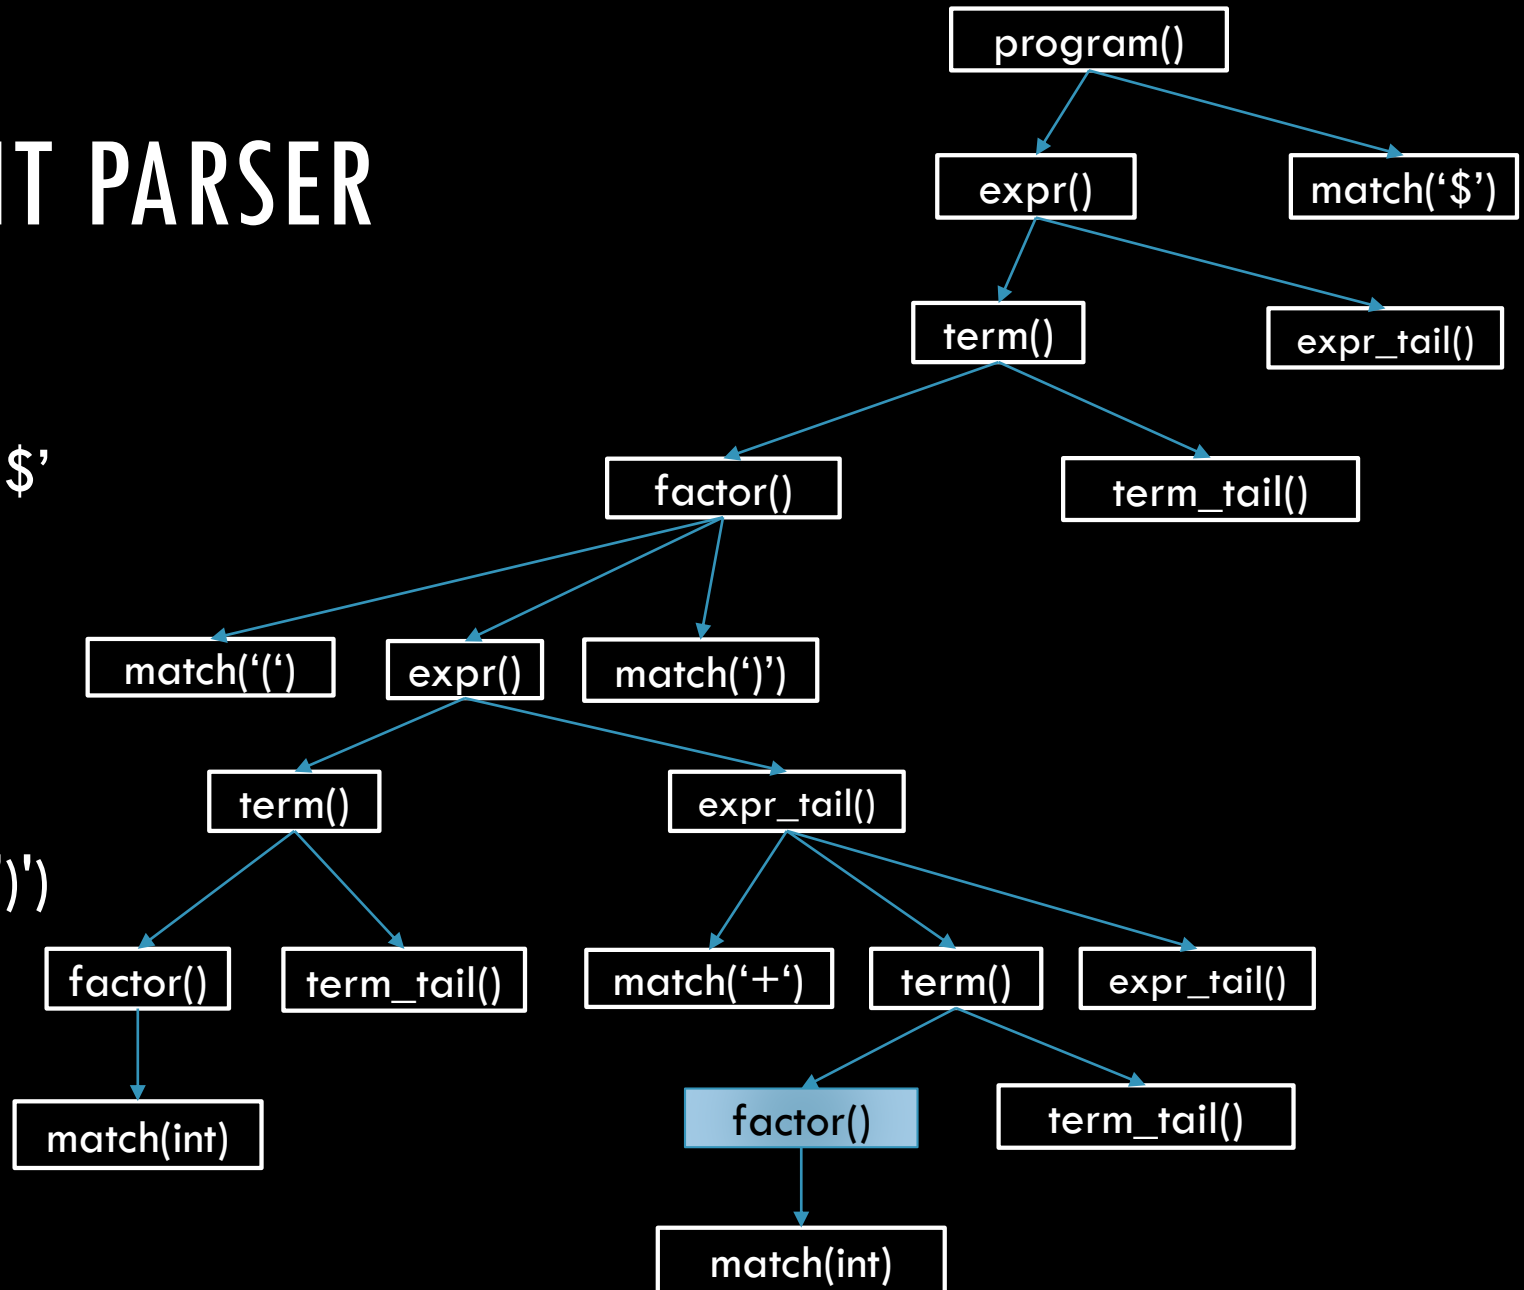 program()
IT PARSER
expr()
match(‘$’)
term()
expr_tail()
$’
factor()
term_tail()
match(‘(‘)
expr()
match(‘)’)
term()
expr_tail()
')')
factor()
term_tail()
match(‘+‘)
term()
expr_tail()
match(int)
factor()
term_tail()
match(int)